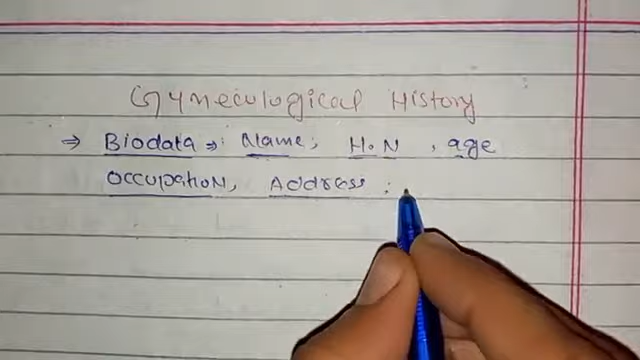 Gynecological History
⇒ Biodata ⇒: Name; H.N , age
Occupation, Address :